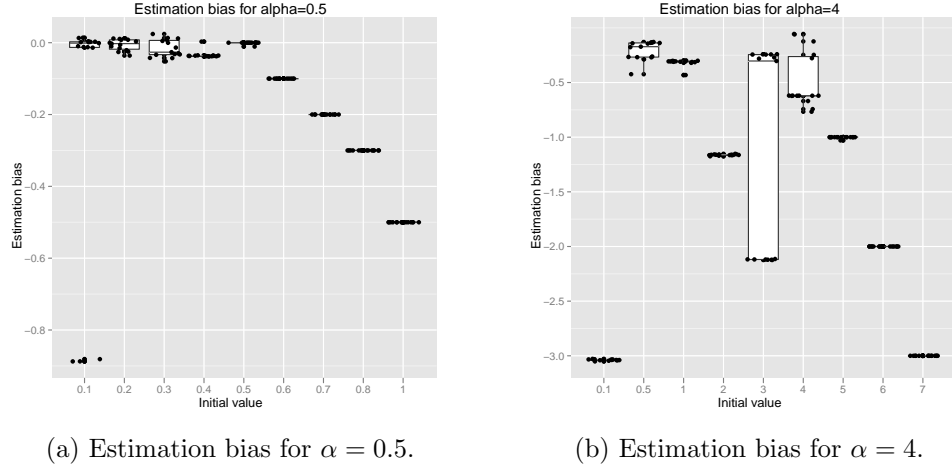 Estimation bias for alpha=0.5
Estimation bias
0.0
−0.2
−0.4
−0.6
−0.8
0.1 0.2 0.3 0.4 0.5 0.6 0.7 0.8 1
Initial value
(a) Estimation bias for α = 0.5.
Estimation bias for alpha=4
Estimation bias
−0.5
−1.0
−1.5
−2.0
−2.5
−3.0
0.1 0.5 1 2 3 4 5 6 7
Initial value
(b) Estimation bias for α = 4.